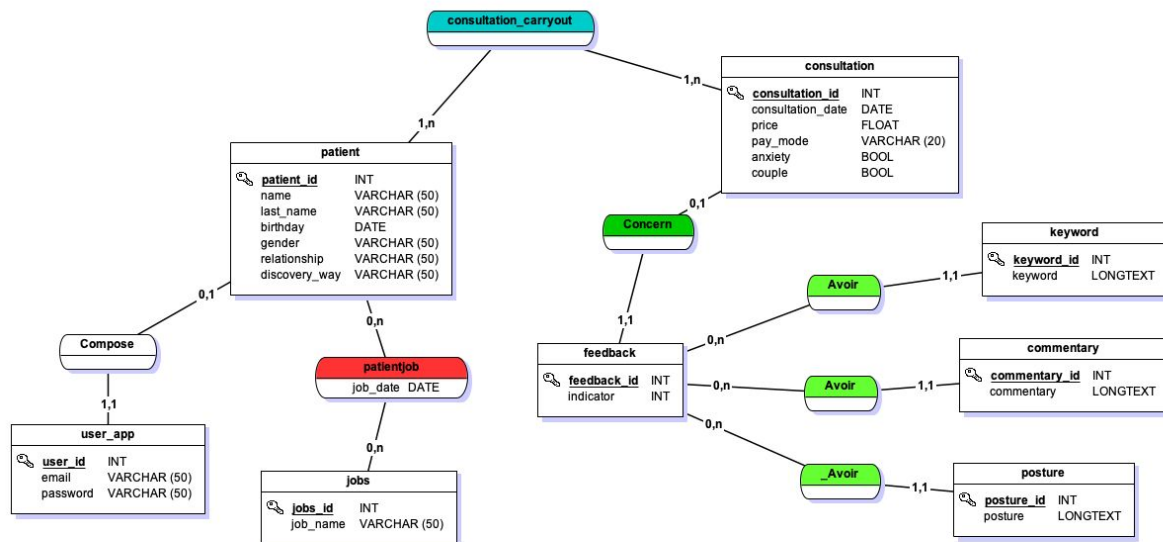 consultation_carryout
1,n
1,n
consultation
consultation_id INT
consultation_date DATE
price FLOAT
pay_mode VARCHAR (20)
anxiety BOOL
couple BOOL
patient
patient_id INT
name VARCHAR (50)
last_name VARCHAR (50)
birthday DATE
gender VARCHAR (50)
relationship VARCHAR (50)
discovery_way VARCHAR (50)
0,1
Concern
1,1
keyword
keyword_id INT
keyword LONGTEXT
Avoir
1,1
0,n
0,1
0,n
Compose
1,1
patientjob
job_date DATE
0,n
feedback
feedback_id INT
indicator INT
0,n
Avoir
1,1
commentary
commentary_id INT
commentary LONGTEXT
0,n
_Avoir
1,1
posture
posture_id INT
posture LONGTEXT
user_app
user_id INT
email VARCHAR (50)
password VARCHAR (50)
jobs
jobs_id INT
job_name VARCHAR (50)